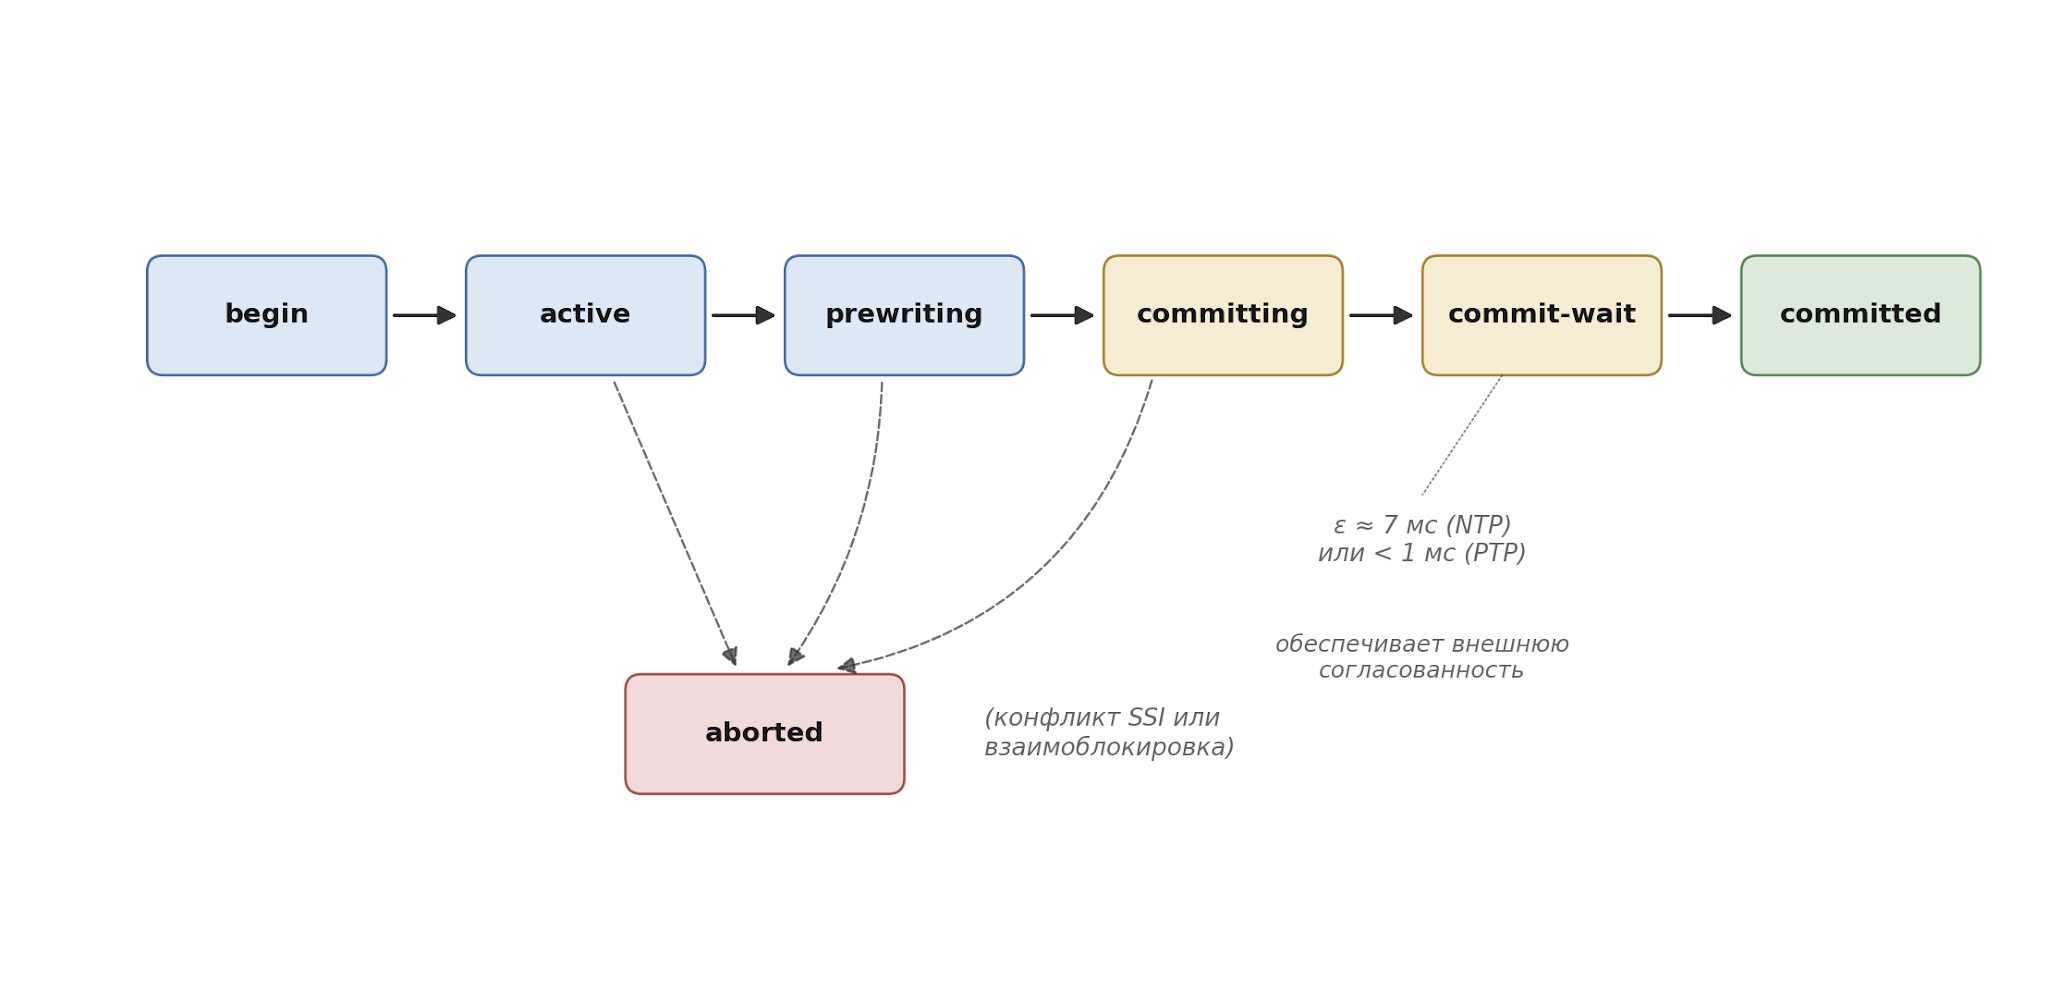 begin
active
prewriting
committing
commit-wait
committed
ε ≈ 7 мс (NTP)
или < 1 мс (PTP)
обеспечивает внешнюю
согласованность
aborted
(конфликт SSI или
взаимоблокировка)